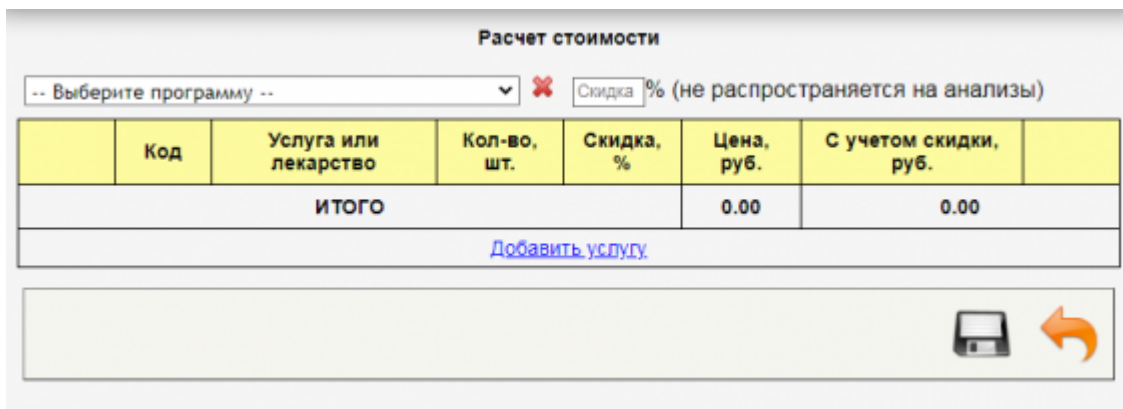 Расчет стоимости
-- Выберите программу -- Скидка % (не распространяется на анализы)
Код Услуга или лекарство Кол-во, шт. Скидка, % Цена, руб. С учетом скидки, руб.
ИТОГО 0.00 0.00
Добавить услугу